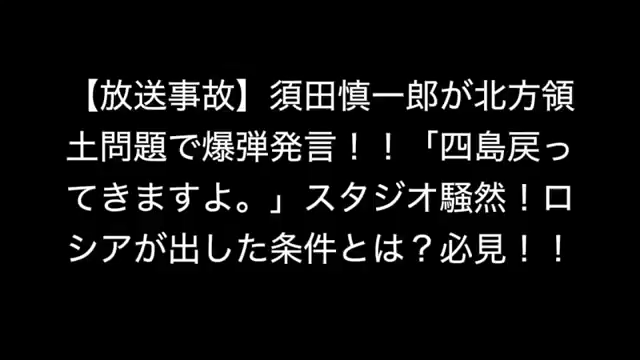 【放送事故】須田慎一郎が北方領
土問題で爆弾発言！！「四島戻っ
てきますよ。」スタジオ騒然！ロ
シアが出した条件とは？必見！！